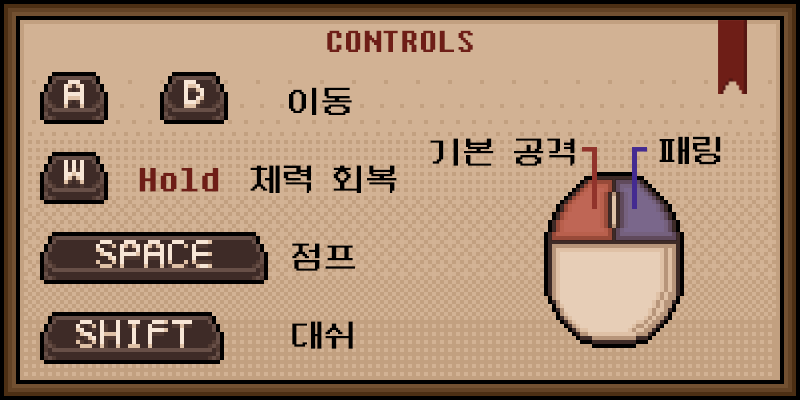 CONTROLS
A D 이동
기본 공격 패링
W Hold 체력 회복
SPACE 점프
SHIFT 대쉬